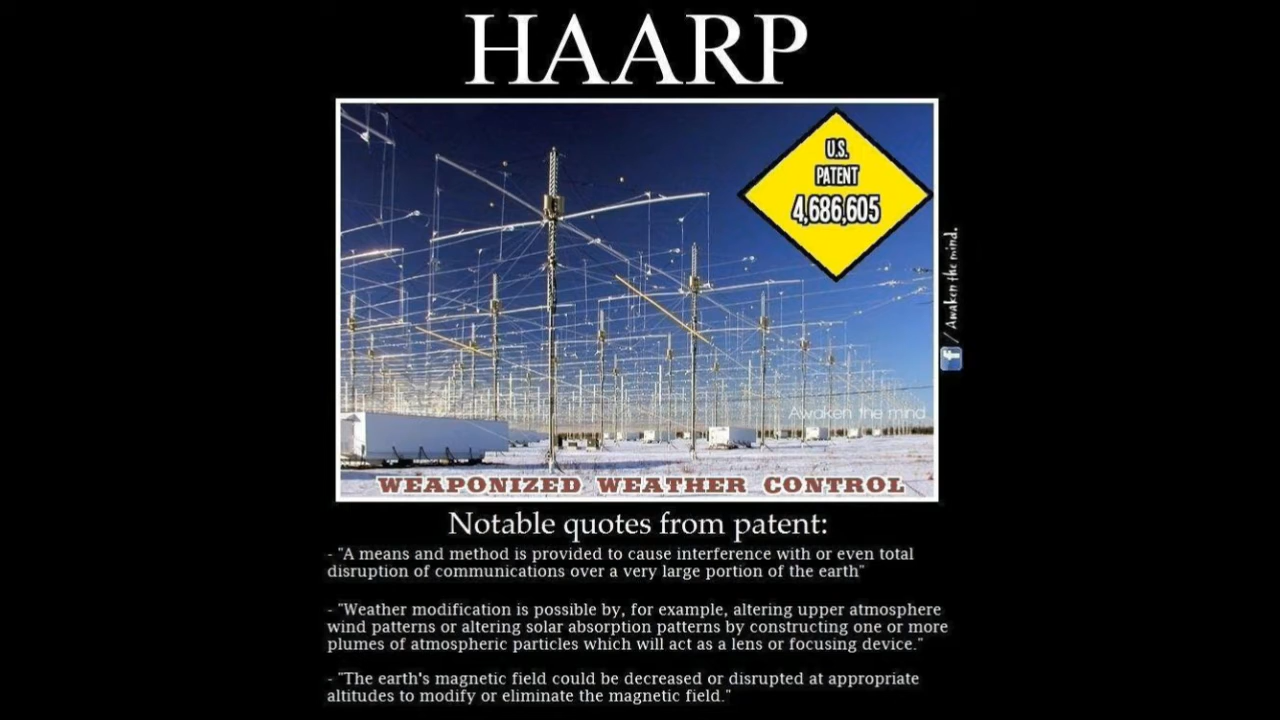 HAARP
U.S.
PATENT
4,686,605
f / Awaken the mind.
Awaken the mind
WEAPONIZED WEATHER CONTROL
Notable quotes from patent:
- "A means and method is provided to cause interference with or even total
disruption of communications over a very large portion of the earth"
- "Weather modification is possible by, for example, altering upper atmosphere
wind patterns or altering solar absorption patterns by constructing one or more
plumes of atmospheric particles which will act as a lens or focusing device."
- "The earth's magnetic field could be decreased or disrupted at appropriate
altitudes to modify or eliminate the magnetic field."